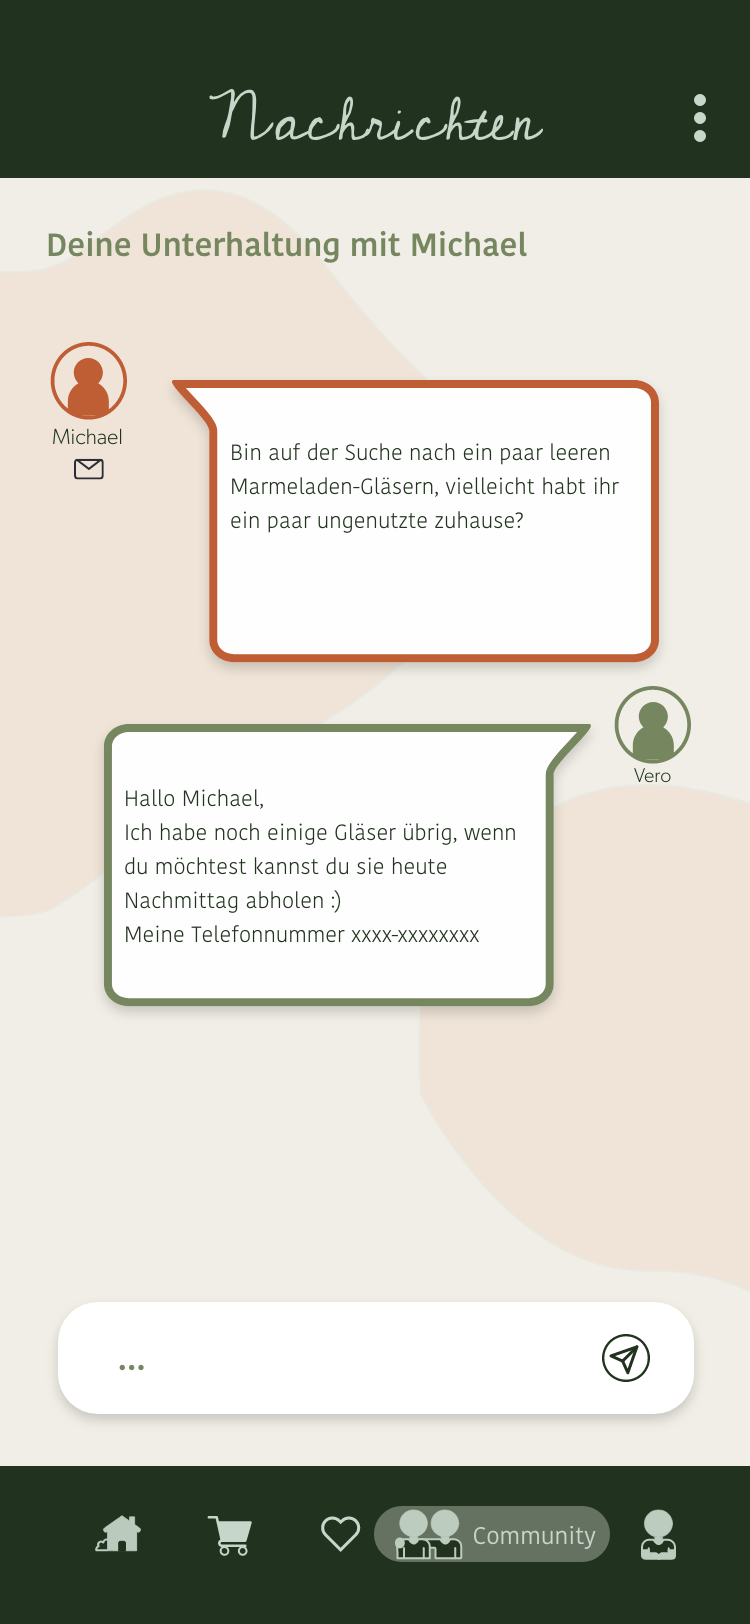 Nachrichten
Deine Unterhaltung mit Michael
Michael
Bin auf der Suche nach ein paar leeren
Marmeladen-Gläsern, vielleicht habt ihr
ein paar ungenutzte zuhause?
Vero
Hallo Michael,
Ich habe noch einige Gläser übrig, wenn
du möchtest kannst du sie heute
Nachmittag abholen :)
Meine Telefonnummer xxxx-xxxxxxxx
...
Community